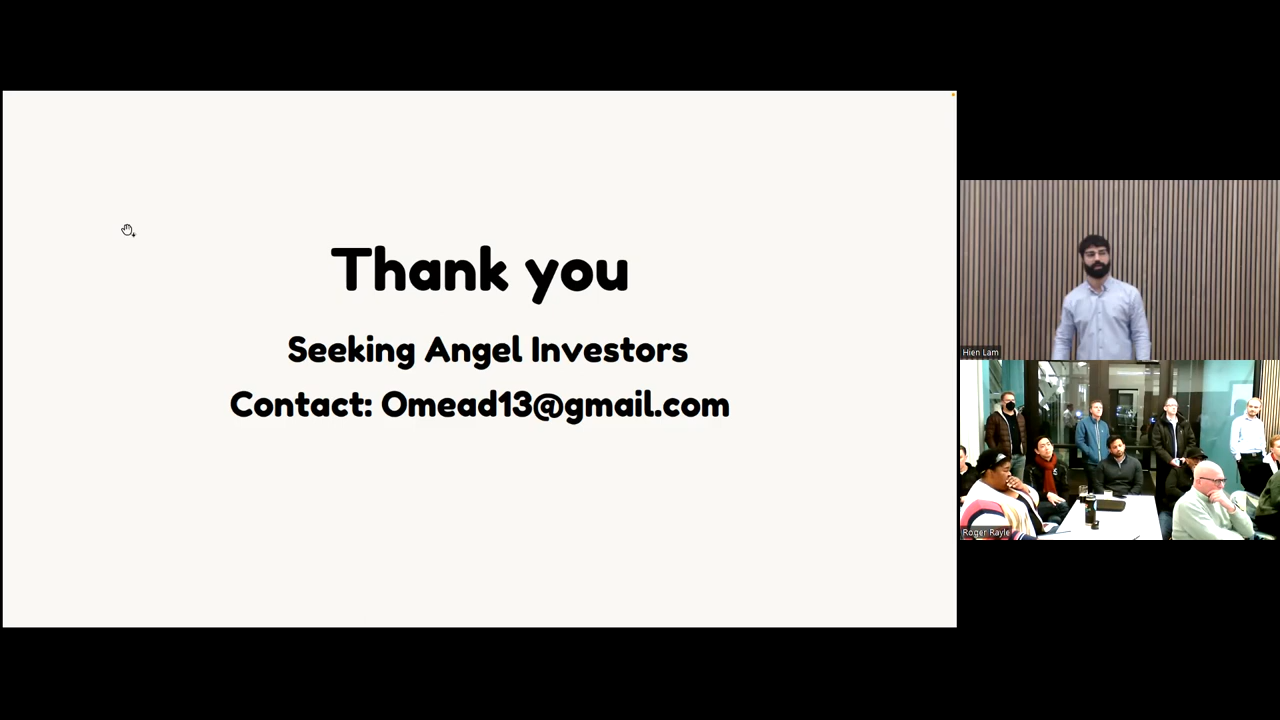 Thank you
Seeking Angel Investors
Contact: Omead13@gmail.com
Hien Lam
Roger Rayle